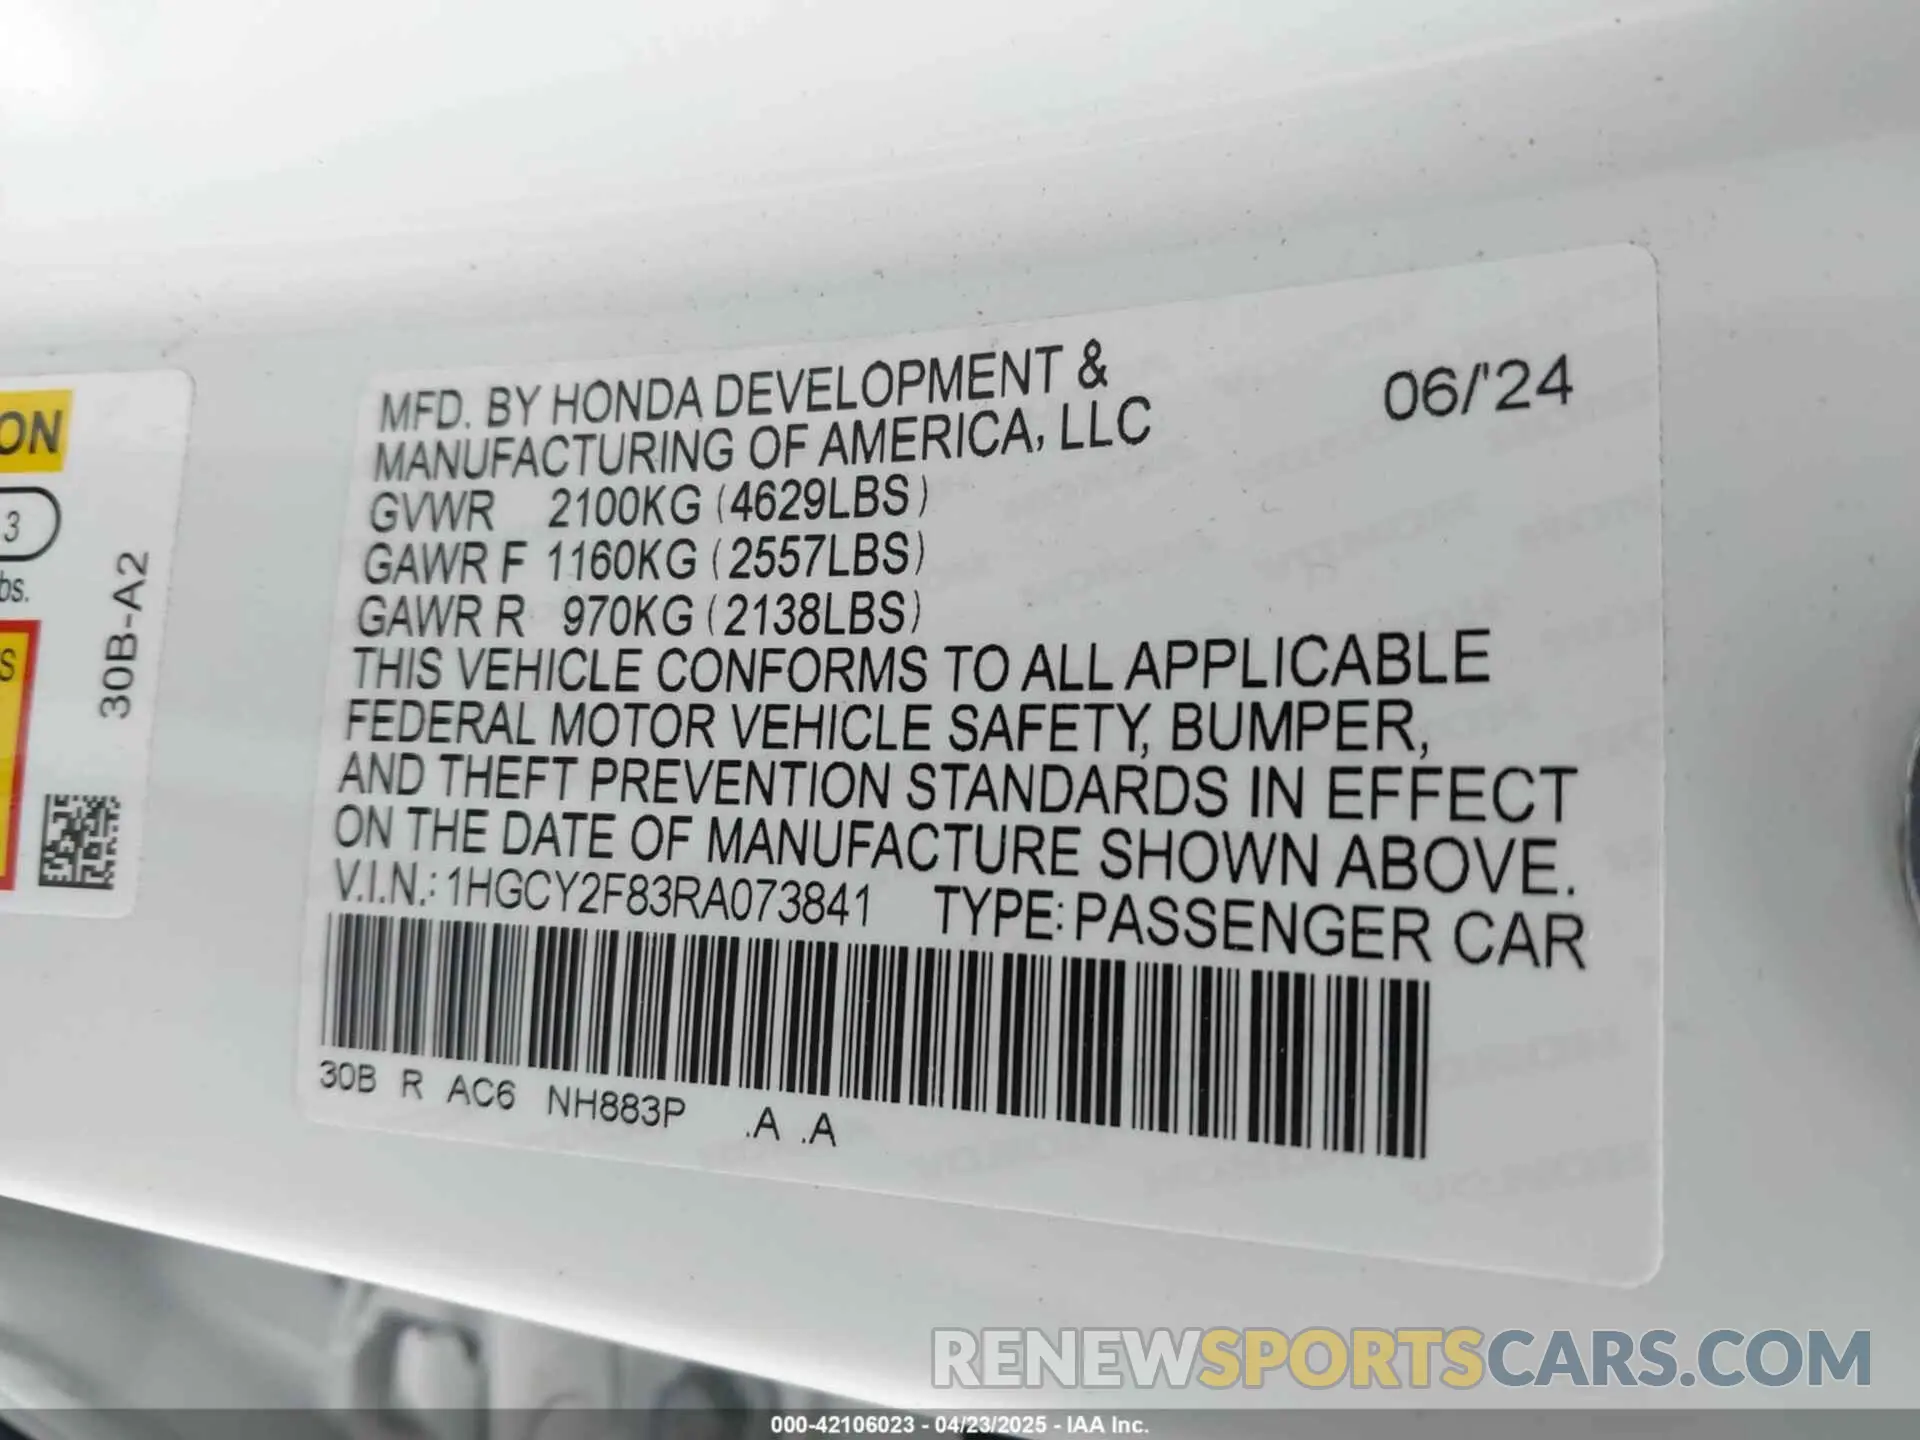 ON
3
bs.
S
30B-A2
MFD. BY HONDA DEVELOPMENT &
MANUFACTURING OF AMERICA, LLC
06/'24
GVWR 2100KG (4629LBS)
GAWR F 1160KG (2557LBS)
GAWR R 970KG (2138LBS)
THIS VEHICLE CONFORMS TO ALL APPLICABLE
FEDERAL MOTOR VEHICLE SAFETY, BUMPER,
AND THEFT PREVENTION STANDARDS IN EFFECT
ON THE DATE OF MANUFACTURE SHOWN ABOVE.
V.I.N.: 1HGCY2F83RA073841 TYPE: PASSENGER CAR
30B R AC6 NH883P .A .A
RENEWSPORTSCARS.COM
000-42106023 - 04/23/2025 - IAA Inc.